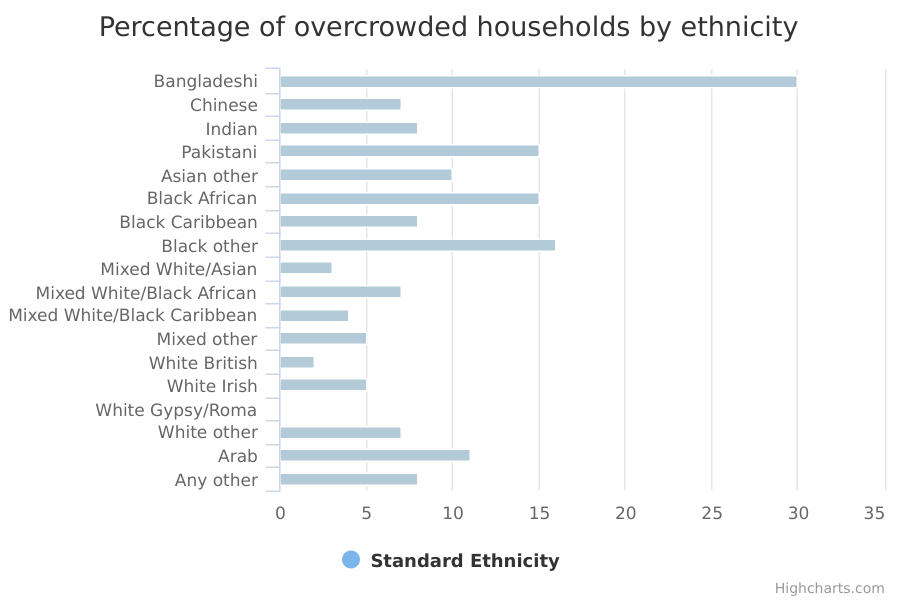 Percentage of overcrowded households by ethnicity
Bangladeshi
Chinese
Indian
Pakistani
Asian other
Black African
Black Caribbean
Black other
Mixed White/Asian
Mixed White/Black African
Mixed White/Black Caribbean
Mixed other
White British
White Irish
White Gypsy/Roma
White other
Arab
Any other
0 5 10 15 20 25 30 35
Standard Ethnicity
Highcharts.com